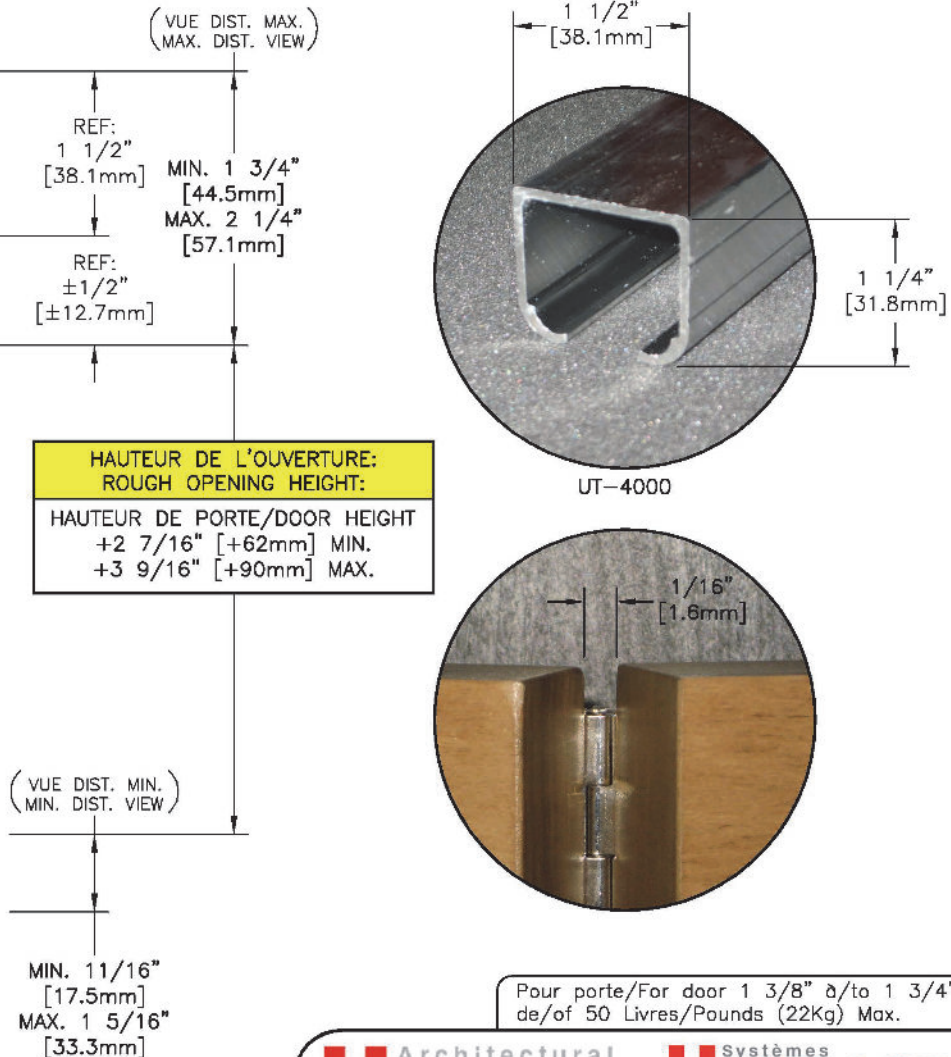 (VUE DIST. MAX.
MAX. DIST. VIEW)
REF:
1 1/2"
[38.1mm]
MIN. 1 3/4"
[44.5mm]
MAX. 2 1/4"
[57.1mm]
REF:
±1/2"
[±12.7mm]
1 1/2"
[38.1mm]
1 1/4"
[31.8mm]
UT-4000
HAUTEUR DE L'OUVERTURE:
ROUGH OPENING HEIGHT:
HAUTEUR DE PORTE/DOOR HEIGHT
+2 7/16" [+62mm] MIN.
+3 9/16" [+90mm] MAX.
1/16"
[1.6mm]
(VUE DIST. MIN.
MIN. DIST. VIEW)
MIN. 11/16"
[17.5mm]
MAX. 1 5/16"
[33.3mm]
Pour porte/For door 1 3/8" à/to 1 3/4"
de/of 50 Livres/Pounds (22Kg) Max.
Architectural
Systèmes